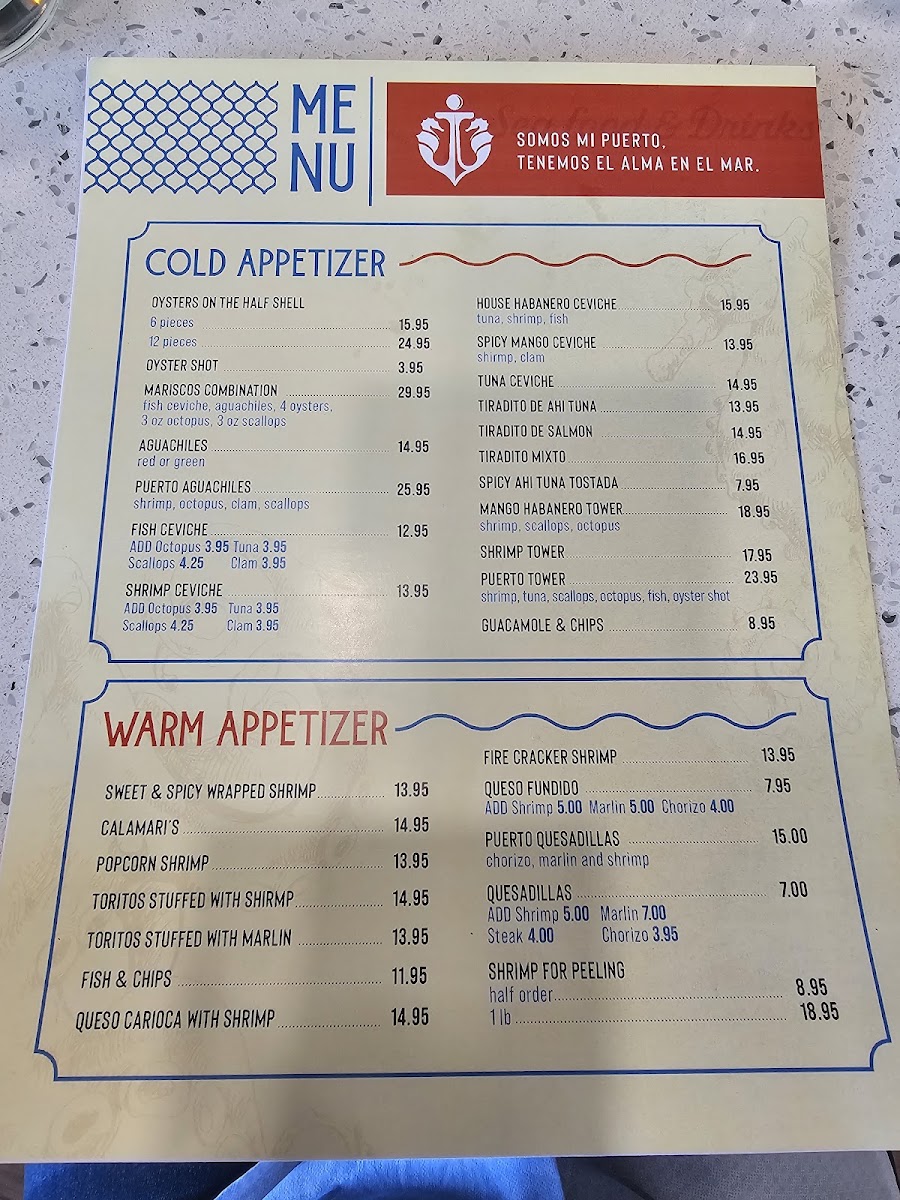 ME
NU
Sea food & Drinks
SOMOS MI PUERTO,
TENEMOS EL ALMA EN EL MAR.
COLD APPETIZER
OYSTERS ON THE HALF SHELL
6 pieces 15.95
12 pieces 24.95
OYSTER SHOT 3.95
MARISCOS COMBINATION 29.95
fish ceviche, aguachiles, 4 oysters,
3 oz octopus, 3 oz scallops
AGUACHILES 14.95
red or green
PUERTO AGUACHILES 25.95
shrimp, octopus, clam, scallops
FISH CEVICHE 12.95
ADD Octopus 3.95 Tuna 3.95
Scallops 4.25 Clam 3.95
SHRIMP CEVICHE 13.95
ADD Octopus 3.95 Tuna 3.95
Scallops 4.25 Clam 3.95
HOUSE HABANERO CEVICHE 15.95
tuna, shrimp, fish
SPICY MANGO CEVICHE 13.95
shirmp, clam
TUNA CEVICHE 14.95
TIRADITO DE AHI TUNA 13.95
TIRADITO DE SALMON 14.95
TIRADITO MIXTO 16.95
SPICY AHI TUNA TOSTADA 7.95
MANGO HABANERO TOWER 18.95
shrimp, scallops, octopus
SHRIMP TOWER 17.95
PUERTO TOWER 23.95
shrimp, tuna, scallops, octopus, fish, oyster shot
GUACAMOLE & CHIPS 8.95
WARM APPETIZER
SWEET & SPICY WRAPPED SHRIMP 13.95
CALAMARI'S 14.95
POPCORN SHRIMP 13.95
TORITOS STUFFED WITH SHIRMP 14.95
TORITOS STUFFED WITH MARLIN 13.95
FISH & CHIPS 11.95
QUESO CARIOCA WITH SHRIMP 14.95
FIRE CRACKER SHRIMP 13.95
QUESO FUNDIDO 7.95
ADD Shrimp 5.00 Marlin 5.00 Chorizo 4.00
PUERTO QUESADILLAS 15.00
chorizo, marlin and shrimp
QUESADILLAS 7.00
ADD Shrimp 5.00 Marlin 7.00
Steak 4.00 Chorizo 3.95
SHRIMP FOR PEELING
half order 8.95
1 lb 18.95